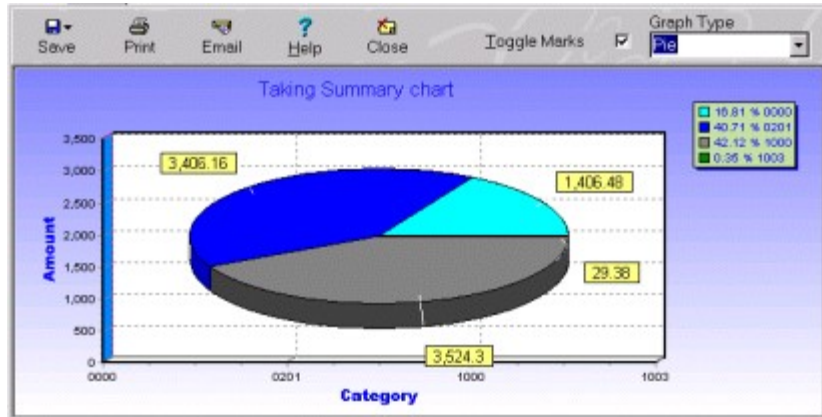 Save Print Email Help Close Toggle Marks Graph Type
Pie
Taking Summary chart
16.81 % 0000
40.71 % 0201
42.12 % 1000
0.35 % 1003
3,500
3,000
2,500
2,000
1,500
1,000
500
0
Amount
3,406.16
1,406.48
29.38
3,524.3
0000 0201 1000 1003
Category